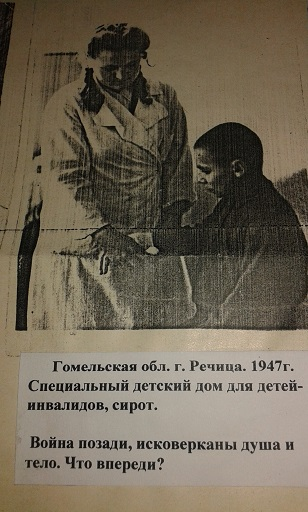 Гомельская обл. г. Речица. 1947г.
Специальный детский дом для детей-
инвалидов, сирот.
Война позади, исковерканы душа и
тело. Что впереди?